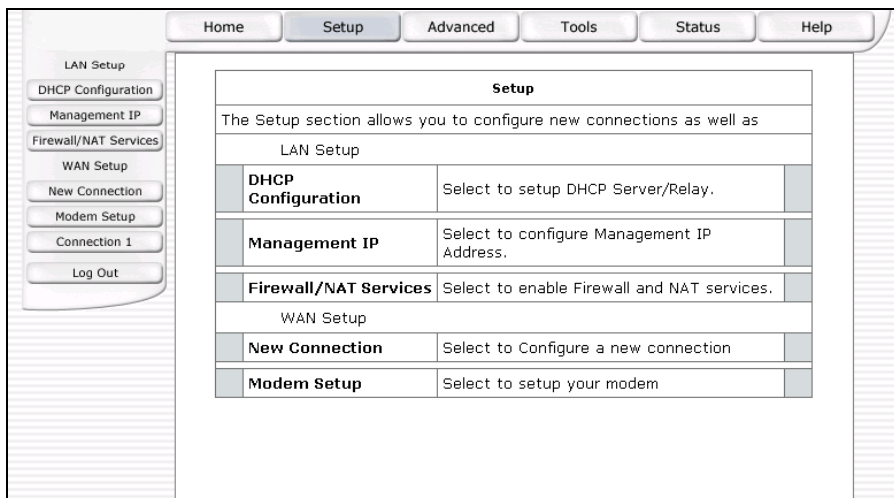 Home Setup Advanced Tools Status Help
LAN Setup
DHCP Configuration
Management IP
Firewall/NAT Services
WAN Setup
New Connection
Modem Setup
Connection 1
Log Out
Setup
The Setup section allows you to configure new connections as well as
LAN Setup
DHCP
Configuration
Select to setup DHCP Server/Relay.
Management IP
Select to configure Management IP
Address.
Firewall/NAT Services Select to enable Firewall and NAT services.
WAN Setup
New Connection Select to Configure a new connection
Modem Setup Select to setup your modem